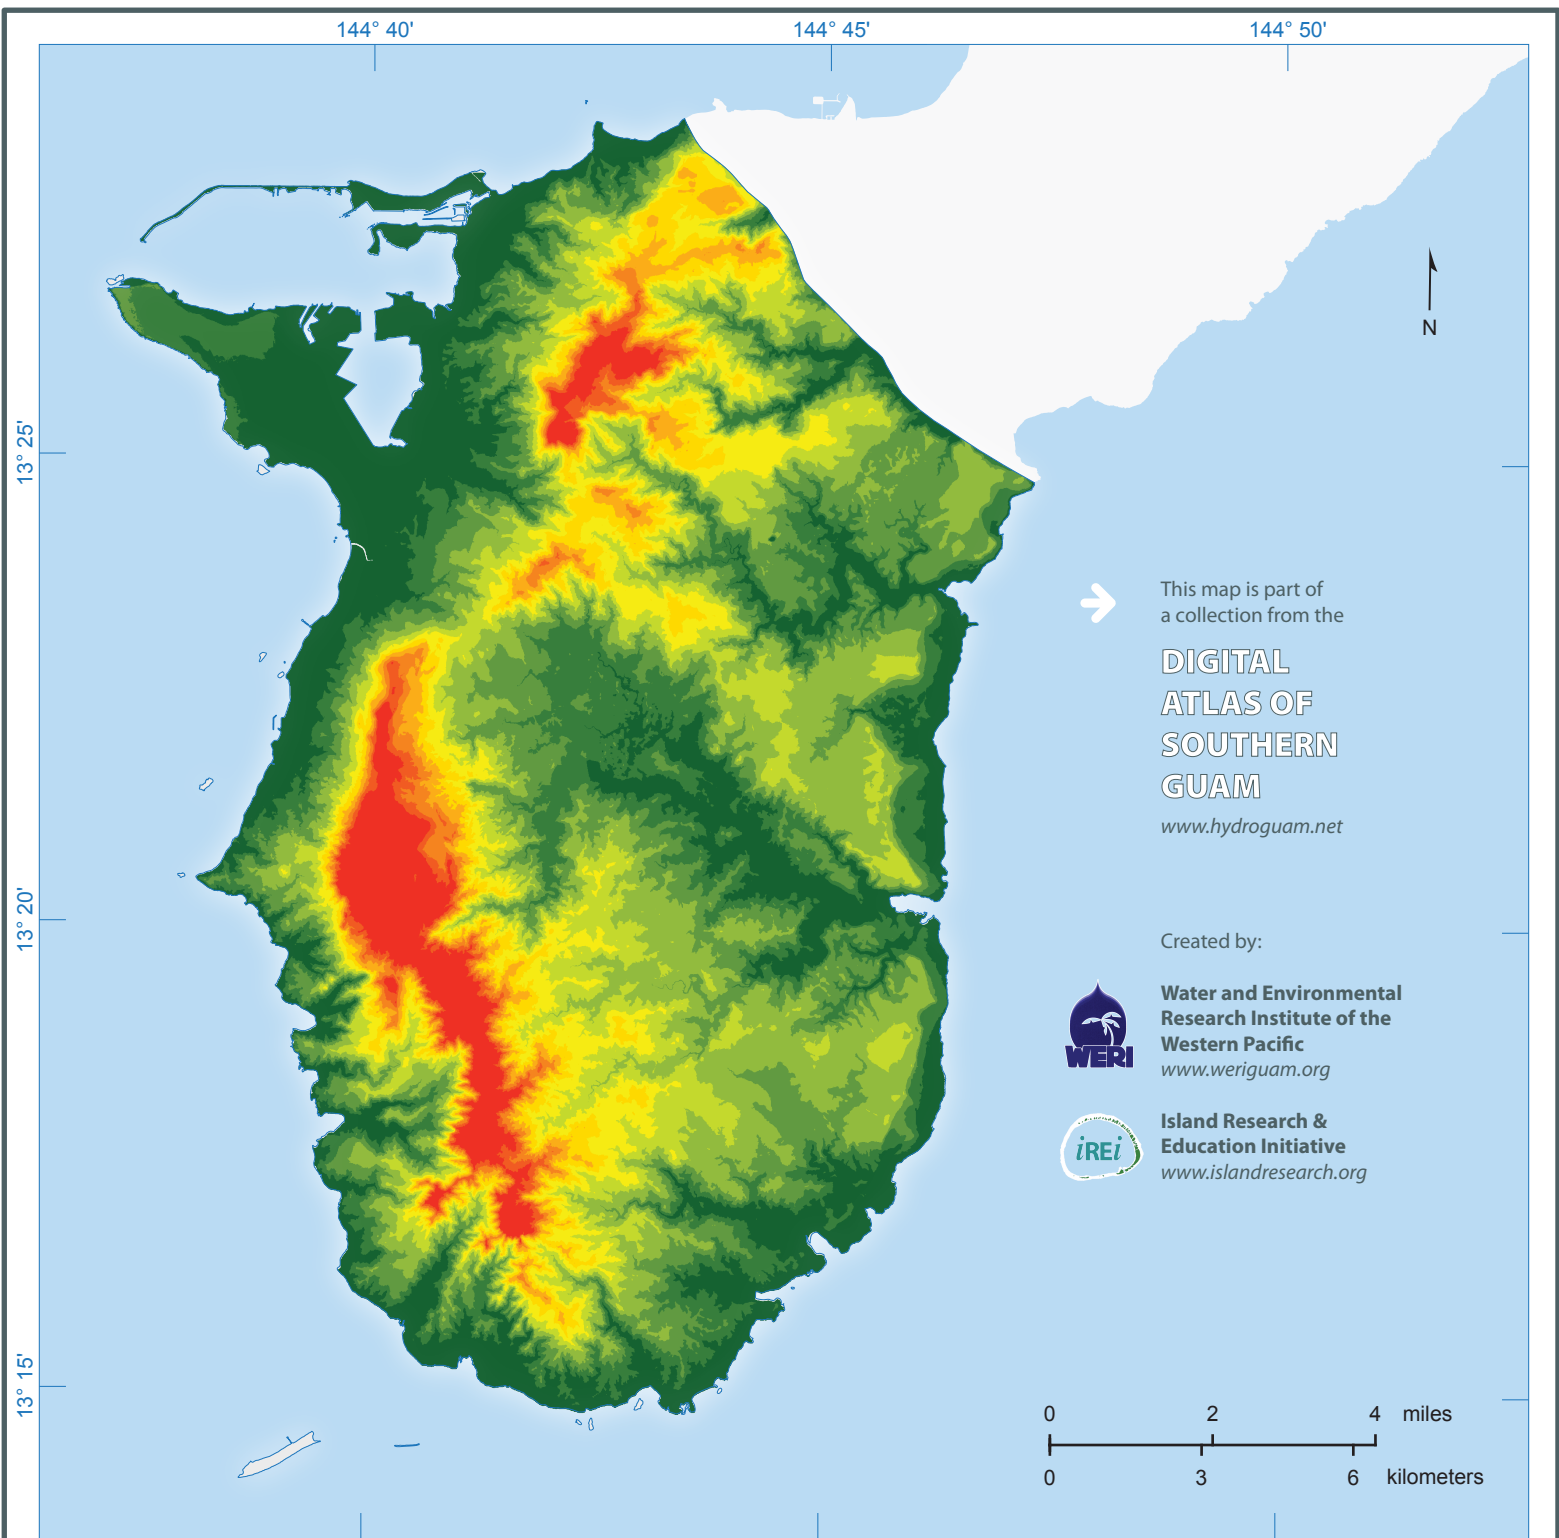 144° 40'
144° 45'
144° 50'
13° 25'
N
This map is part of
a collection from the
DIGITAL
ATLAS OF
SOUTHERN
GUAM
www.hydroguam.net
13° 20'
Created by:
WERI
Water and Environmental
Research Institute of the
Western Pacific
www.weriguam.org
iREi
Island Research &
Education Initiative
www.islandresearch.org
13° 15'
0 2 4 miles
0 3 6 kilometers